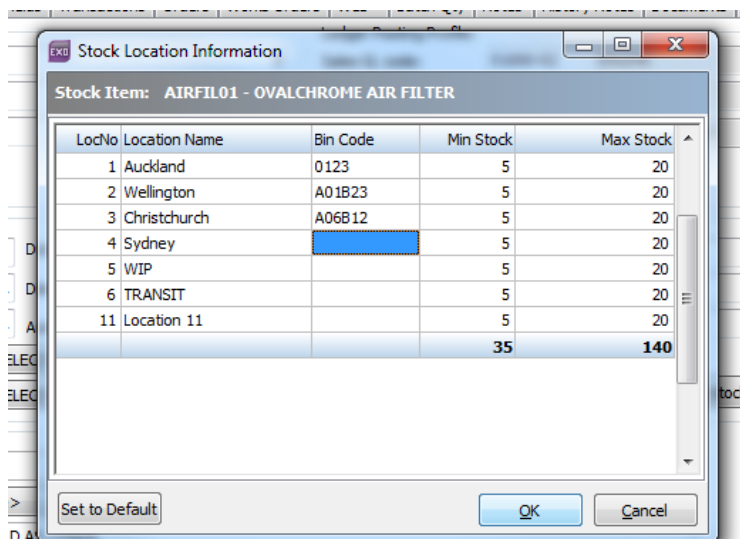 EXO Stock Location Information
Stock Item: AIRFIL01 - OVALCHROME AIR FILTER
LocNo Location Name Bin Code Min Stock Max Stock
1 Auckland 0123 5 20
2 Wellington A01B23 5 20
3 Christchurch A06B12 5 20
4 Sydney 5 20
5 WIP 5 20
6 TRANSIT 5 20
11 Location 11 5 20
35 140
Set to Default OK Cancel